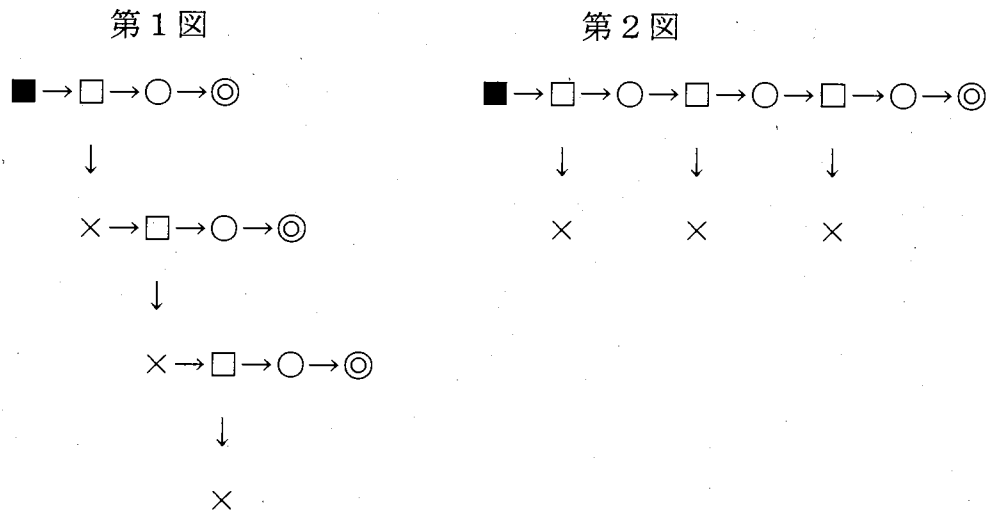 第1図
第2図
■→□→○→◎
■→□→○→□→○→□→○→◎
↓
↓ ↓ ↓
×→□→○→◎
× × ×
↓
×→□→○→◎
↓
×